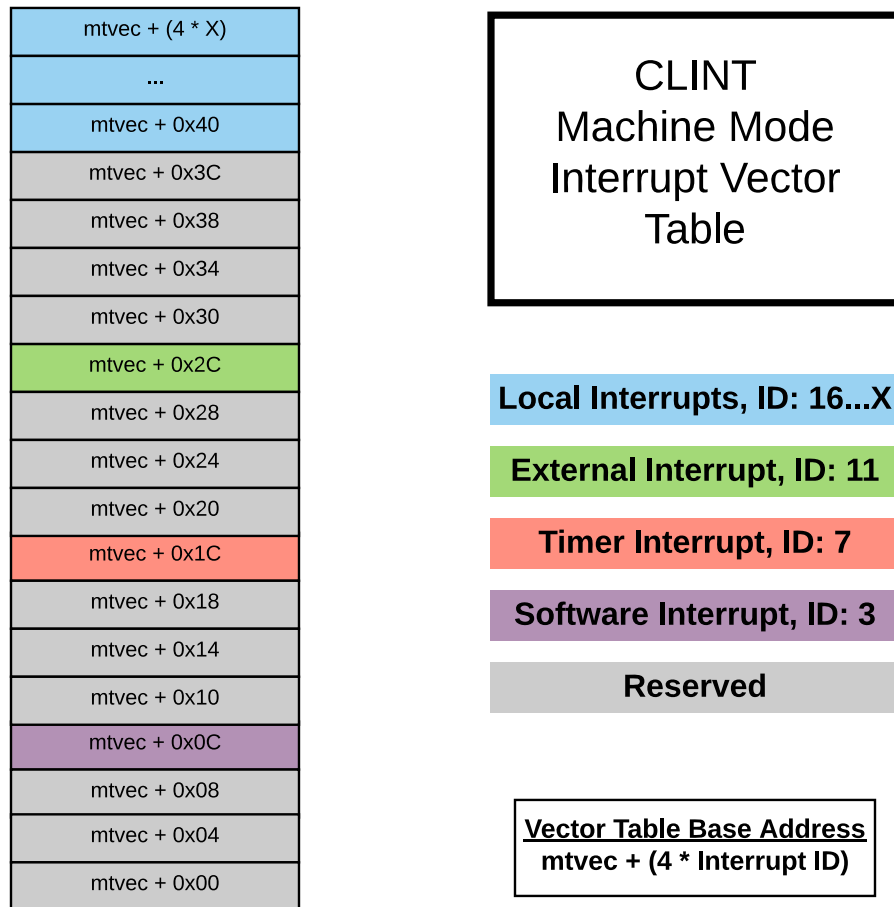 mtvec + (4 * X)
...
mtvec + 0x40
mtvec + 0x3C
mtvec + 0x38
mtvec + 0x34
mtvec + 0x30
mtvec + 0x2C
mtvec + 0x28
mtvec + 0x24
mtvec + 0x20
mtvec + 0x1C
mtvec + 0x18
mtvec + 0x14
mtvec + 0x10
mtvec + 0x0C
mtvec + 0x08
mtvec + 0x04
mtvec + 0x00
CLINT
Machine Mode
Interrupt Vector
Table
Local Interrupts, ID: 16...X
External Interrupt, ID: 11
Timer Interrupt, ID: 7
Software Interrupt, ID: 3
Reserved
Vector Table Base Address
mtvec + (4 * Interrupt ID)